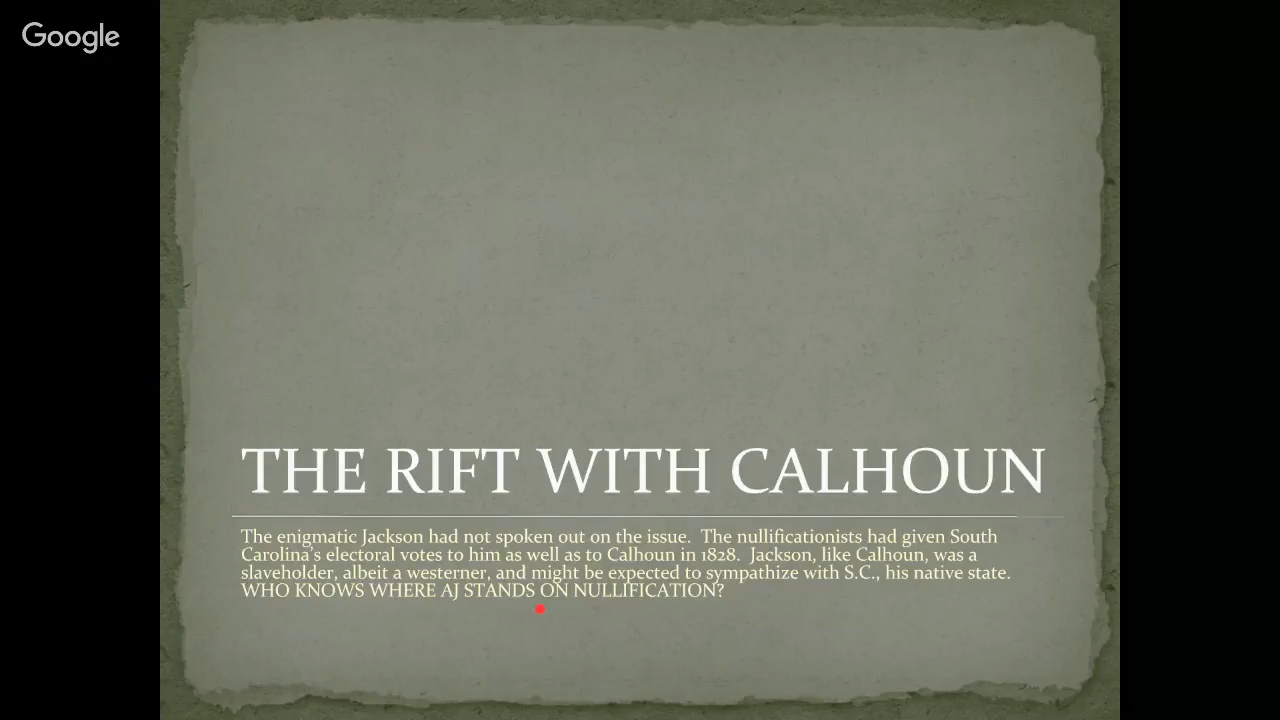 Google
THE RIFT WITH CALHOUN
The enigmatic Jackson had not spoken out on the issue.  The nullificationists had given South
Carolina's electoral votes to him as well as to Calhoun in 1828.  Jackson, like Calhoun, was a
slaveholder, albeit a westerner, and might be expected to sympathize with S.C., his native state.
WHO KNOWS WHERE AJ STANDS ON NULLIFICATION?